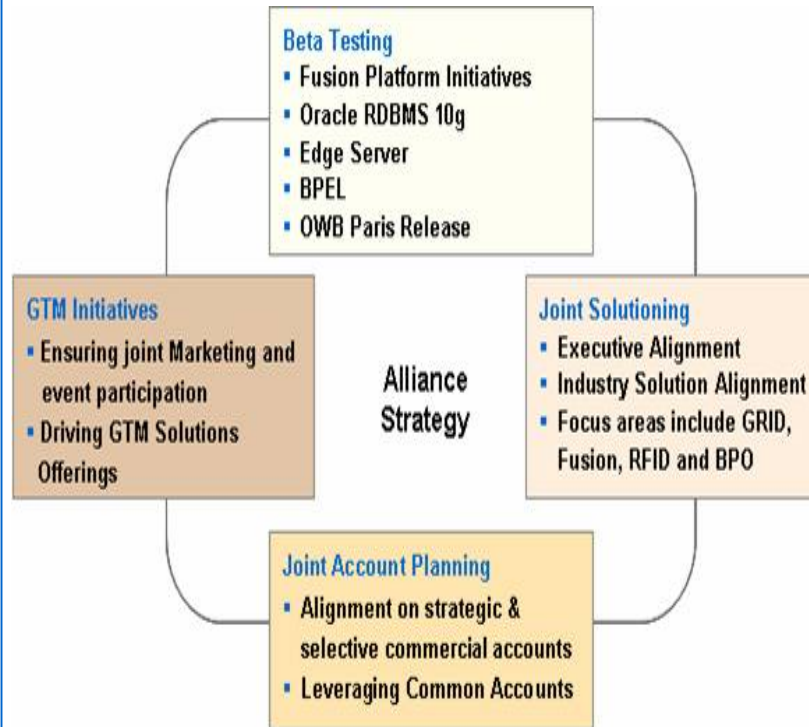 Beta Testing
▪ Fusion Platform Initiatives
▪ Oracle RDBMS 10g
▪ Edge Server
▪ BPEL
▪ OWB Paris Release
GTM Initiatives
▪ Ensuring joint Marketing and
event participation
▪ Driving GTM Solutions
Offerings
Alliance
Strategy
Joint Solutioning
▪ Executive Alignment
▪ Industry Solution Alignment
▪ Focus areas include GRID,
Fusion, RFID and BPO
Joint Account Planning
▪ Alignment on strategic &
selective commercial accounts
▪ Leveraging Common Accounts